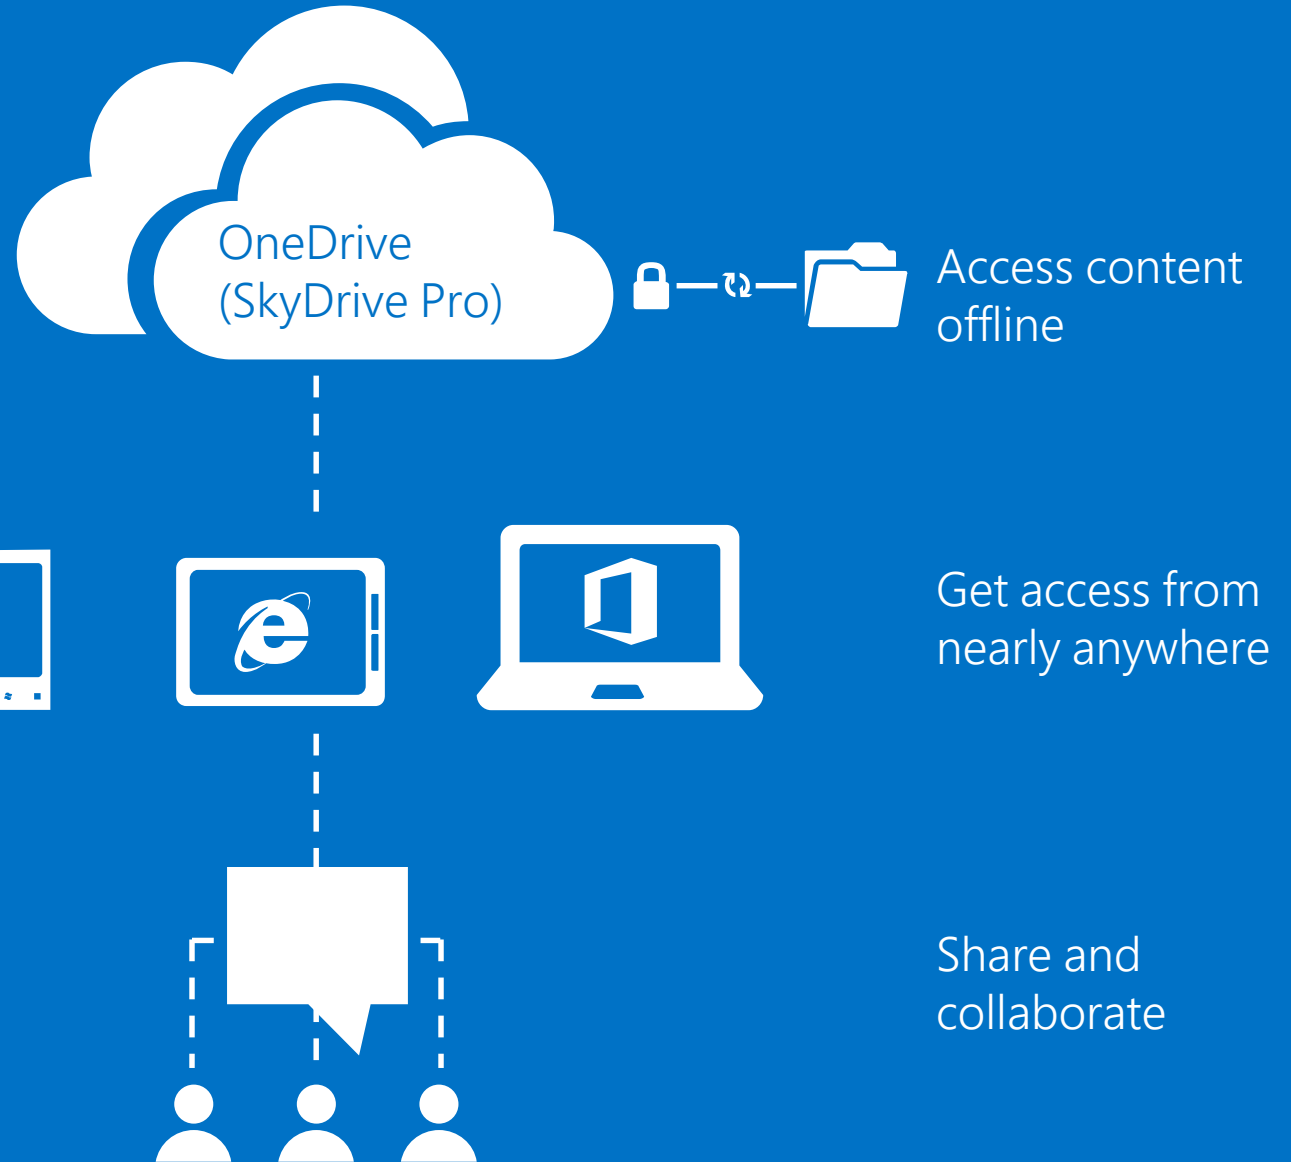 OneDrive
(SkyDrive Pro)
Access content
offline
Get access from
nearly anywhere
Share and
collaborate